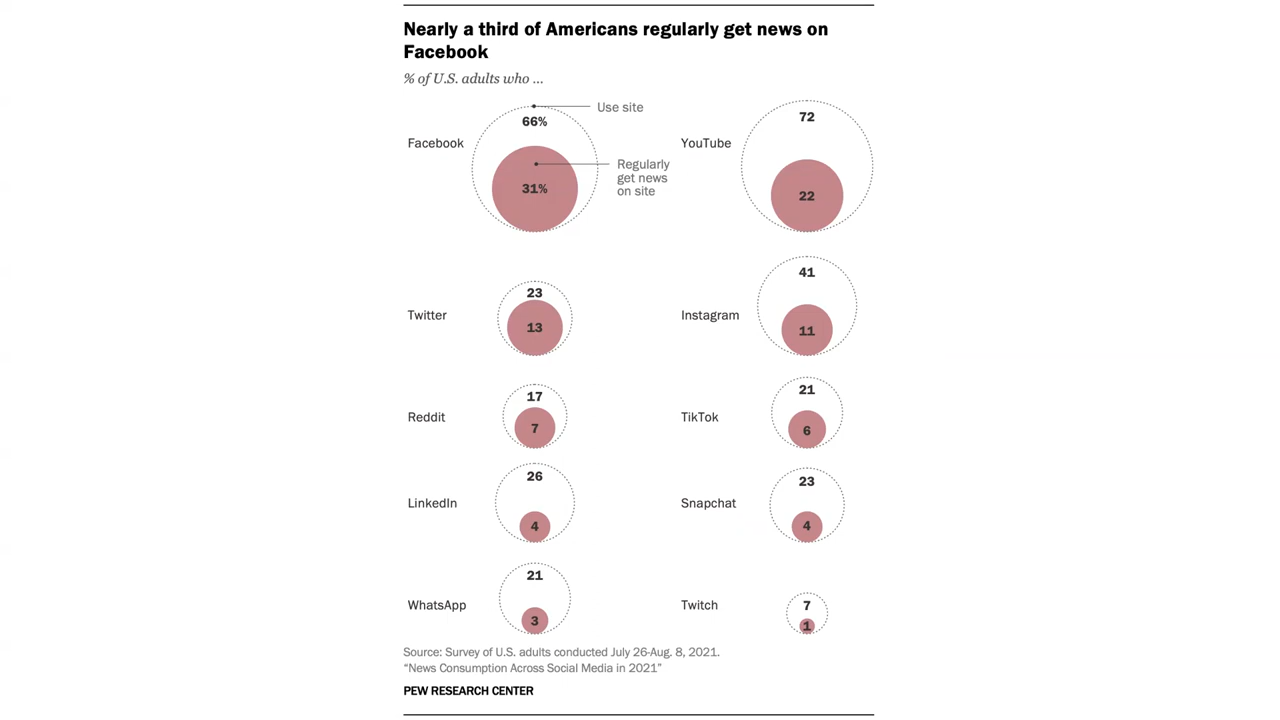 Nearly a third of Americans regularly get news on
Facebook
% of U.S. adults who ...
Use site
66%
Facebook
Regularly
get news
on site
31%
YouTube
72
22
Twitter
23
13
Instagram
41
11
Reddit
17
7
TikTok
21
6
LinkedIn
26
4
Snapchat
23
4
WhatsApp
21
3
Twitch
7
1
Source: Survey of U.S. adults conducted July 26-Aug. 8, 2021.
“News Consumption Across Social Media in 2021”
PEW RESEARCH CENTER